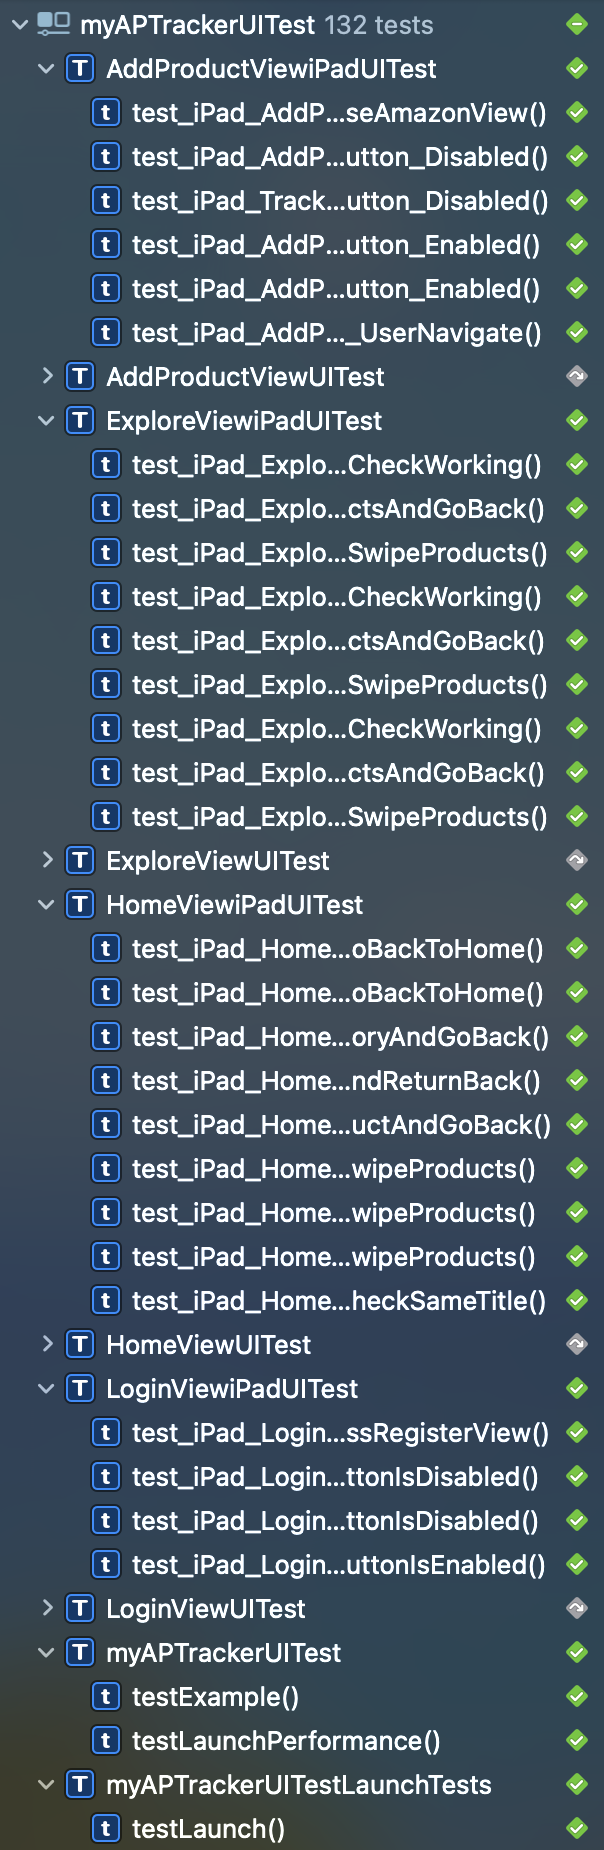 myAPTrackerUITest 132 tests
T AddProductViewiPadUITest
t test_iPad_AddP...seAmazonView()
t test_iPad_AddP...utton_Disabled()
t test_iPad_Track...utton_Disabled()
t test_iPad_AddP...utton_Enabled()
t test_iPad_AddP...utton_Enabled()
t test_iPad_AddP..._UserNavigate()
T AddProductViewUITest
T ExploreViewiPadUITest
t test_iPad_Explo...CheckWorking()
t test_iPad_Explo...ctsAndGoBack()
t test_iPad_Explo...SwipeProducts()
t test_iPad_Explo...CheckWorking()
t test_iPad_Explo...ctsAndGoBack()
t test_iPad_Explo...SwipeProducts()
t test_iPad_Explo...CheckWorking()
t test_iPad_Explo...ctsAndGoBack()
t test_iPad_Explo...SwipeProducts()
T ExploreViewUITest
T HomeViewiPadUITest
t test_iPad_Home...oBackToHome()
t test_iPad_Home...oBackToHome()
t test_iPad_Home...oryAndGoBack()
t test_iPad_Home...ndReturnBack()
t test_iPad_Home...uctAndGoBack()
t test_iPad_Home...wipeProducts()
t test_iPad_Home...wipeProducts()
t test_iPad_Home...wipeProducts()
t test_iPad_Home...heckSameTitle()
T HomeViewUITest
T LoginViewiPadUITest
t test_iPad_Login...ssRegisterView()
t test_iPad_Login...ttonIsDisabled()
t test_iPad_Login...ttonIsDisabled()
t test_iPad_Login...uttonIsEnabled()
T LoginViewUITest
T myAPTrackerUITest
t testExample()
t testLaunchPerformance()
T myAPTrackerUITestLaunchTests
t testLaunch()